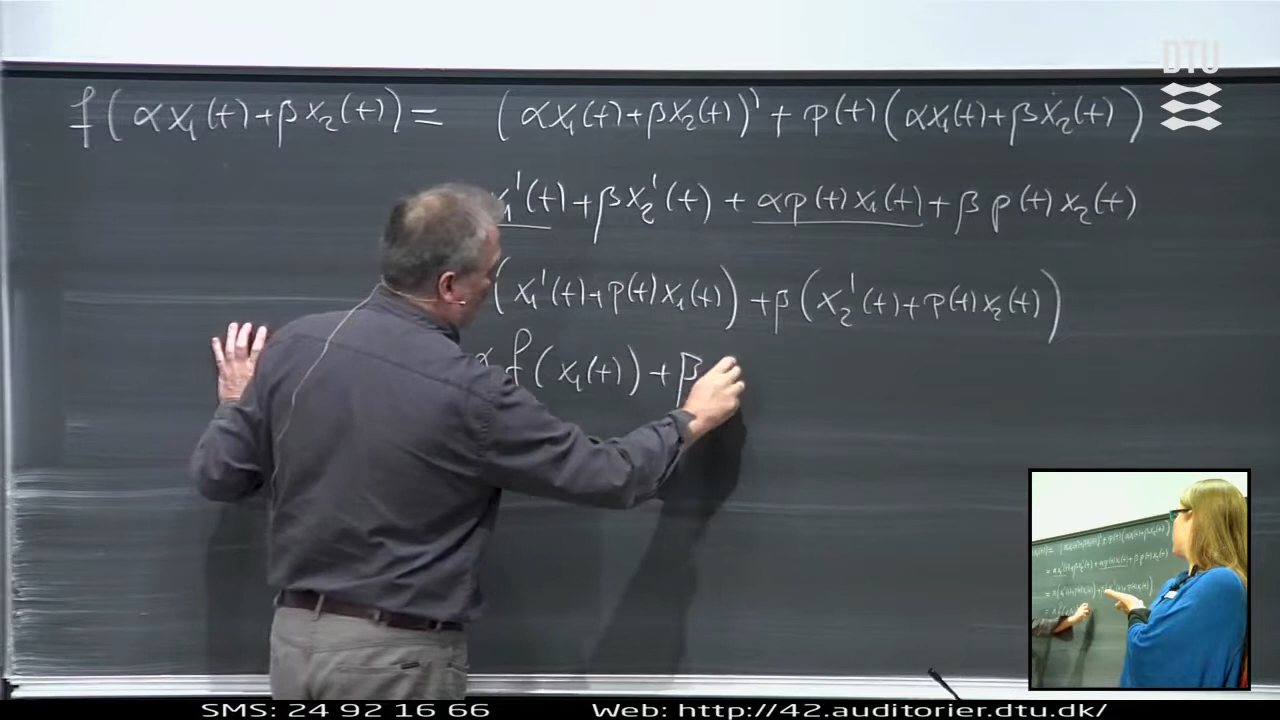 f(αx₁(t)+βx₂(t)) = (αx₁(t)+βx₂(t))' + p(t)(αx₁(t)+βx₂(t))
x₁'(t)+βx₂'(t) + αp(t)x₁(t) + βp(t)x₂(t)
(x₁'(t)+p(t)x₁(t)) + β(x₂'(t)+p(t)x₂(t))
α f(x₁(t)) + β
DTU
SMS: 24 92 16 66 Web: http://42.auditorier.dtu.dk/